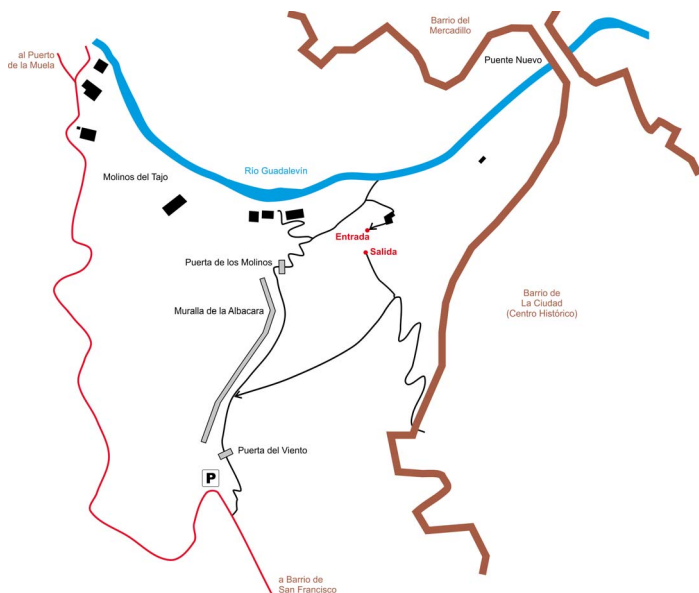 Barrio del
Mercadillo
al Puerto
de la Muela
Puente Nuevo
Río Guadalevín
Molinos del Tajo
Entrada
Salida
Puerta de los Molinos
Barrio de
La Ciudad
(Centro Histórico)
Muralla de la Albacara
Puerta del Viento
P
a Barrio de
San Francisco